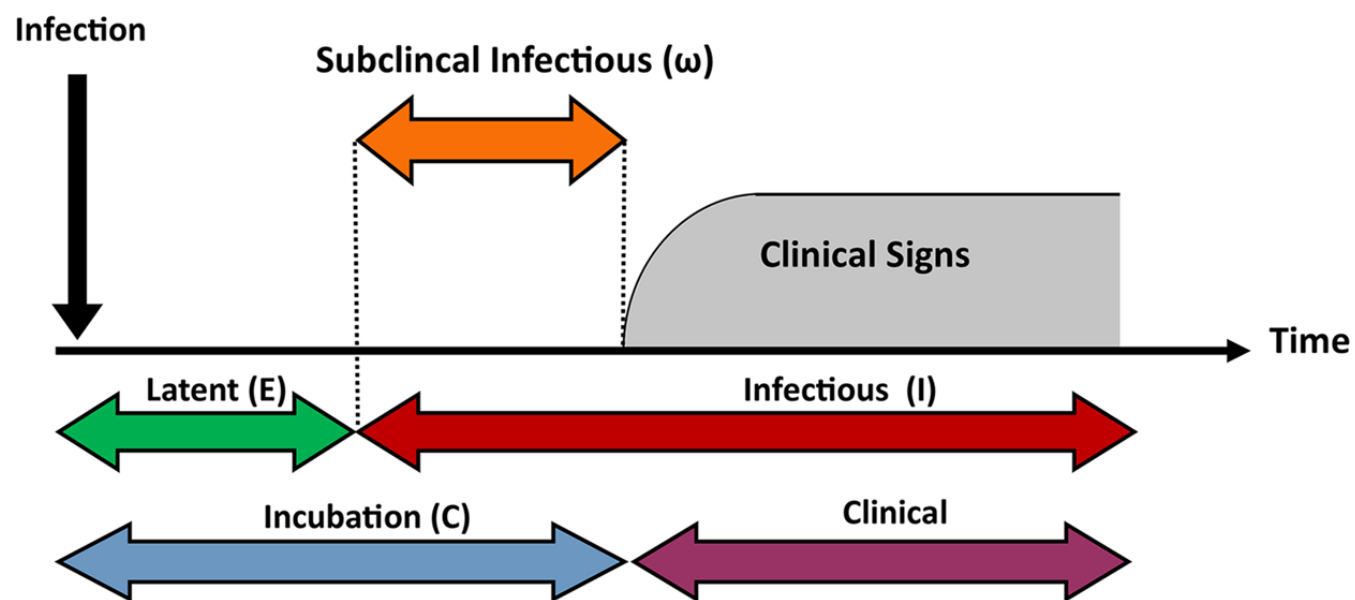 Infection
Subclincal Infectious (ω)
Clinical Signs
Time
Latent (E)
Infectious (I)
Incubation (C)
Clinical